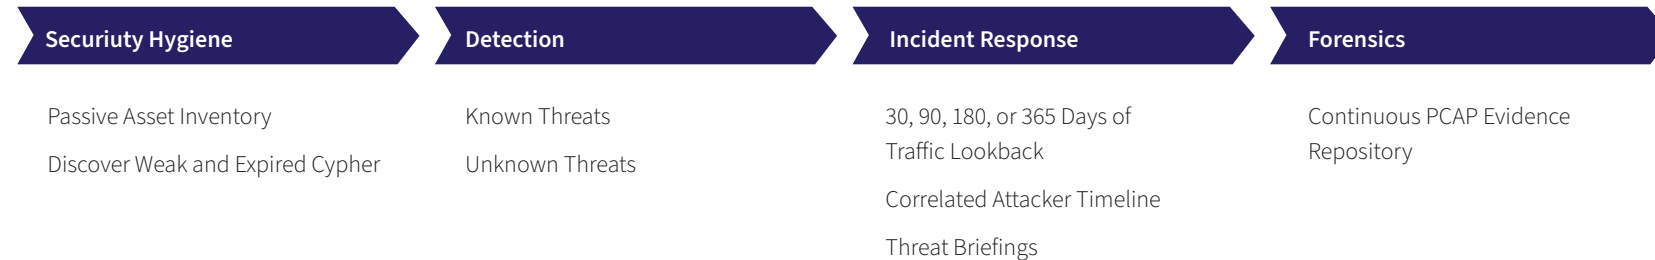 Securiuty Hygiene
Passive Asset Inventory
Discover Weak and Expired Cypher
Detection
Known Threats
Unknown Threats
Incident Response
30, 90, 180, or 365 Days of
Traffic Lookback
Correlated Attacker Timeline
Threat Briefings
Forensics
Continuous PCAP Evidence
Repository